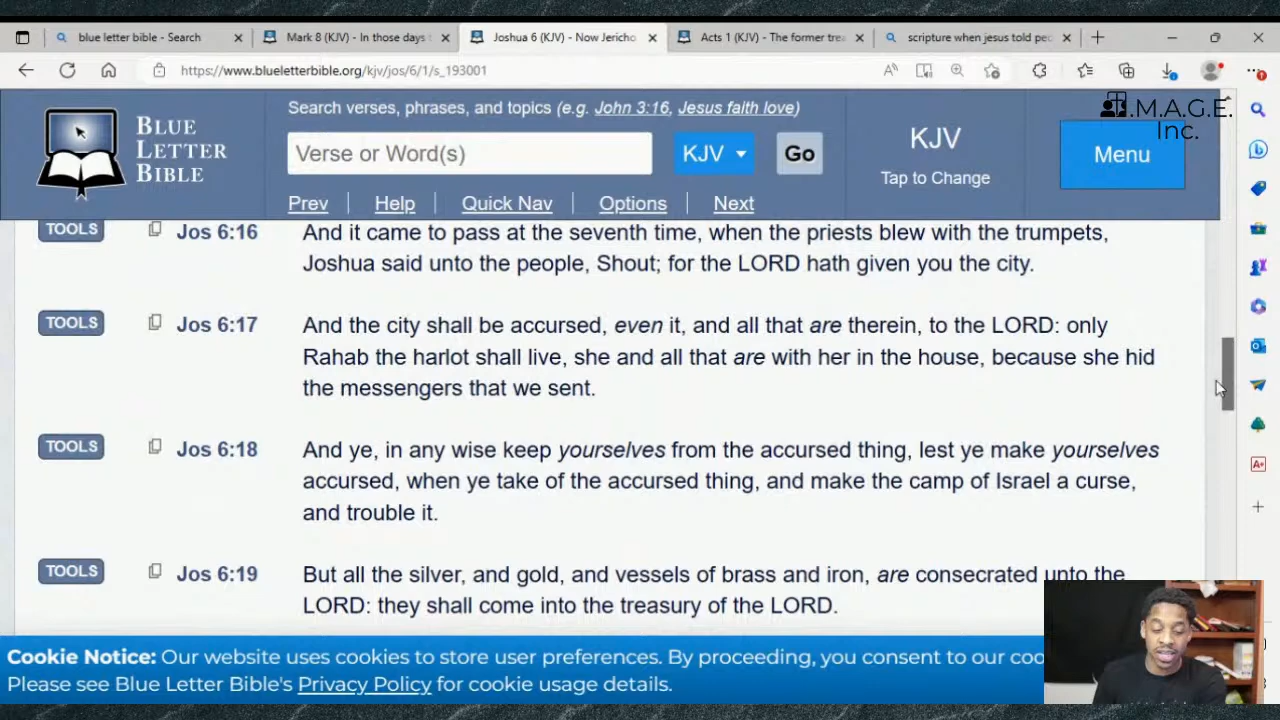 blue letter bible - Search
Mark 8 (KJV) - In those days t
Joshua 6 (KJV) - Now Jericho
Acts 1 (KJV) - The former trea
scripture when jesus told peo
https://www.blueletterbible.org/kjv/jos/6/1/s_193001
.M.A.G.E.
Inc.
BLUE
LETTER
BIBLE
Search verses, phrases, and topics (e.g. John 3:16, Jesus faith love)
Verse or Word(s)
KJV
Go
KJV
Tap to Change
Menu
Prev
Help
Quick Nav
Options
Next
TOOLS
Jos 6:16
And it came to pass at the seventh time, when the priests blew with the trumpets,
Joshua said unto the people, Shout; for the LORD hath given you the city.
TOOLS
Jos 6:17
And the city shall be accursed, even it, and all that are therein, to the LORD: only
Rahab the harlot shall live, she and all that are with her in the house, because she hid
the messengers that we sent.
TOOLS
Jos 6:18
And ye, in any wise keep yourselves from the accursed thing, lest ye make yourselves
accursed, when ye take of the accursed thing, and make the camp of Israel a curse,
and trouble it.
TOOLS
Jos 6:19
But all the silver, and gold, and vessels of brass and iron, are consecrated unto the
LORD: they shall come into the treasury of the LORD.
Cookie Notice: Our website uses cookies to store user preferences. By proceeding, you consent to our coo
Please see Blue Letter Bible's Privacy Policy for cookie usage details.